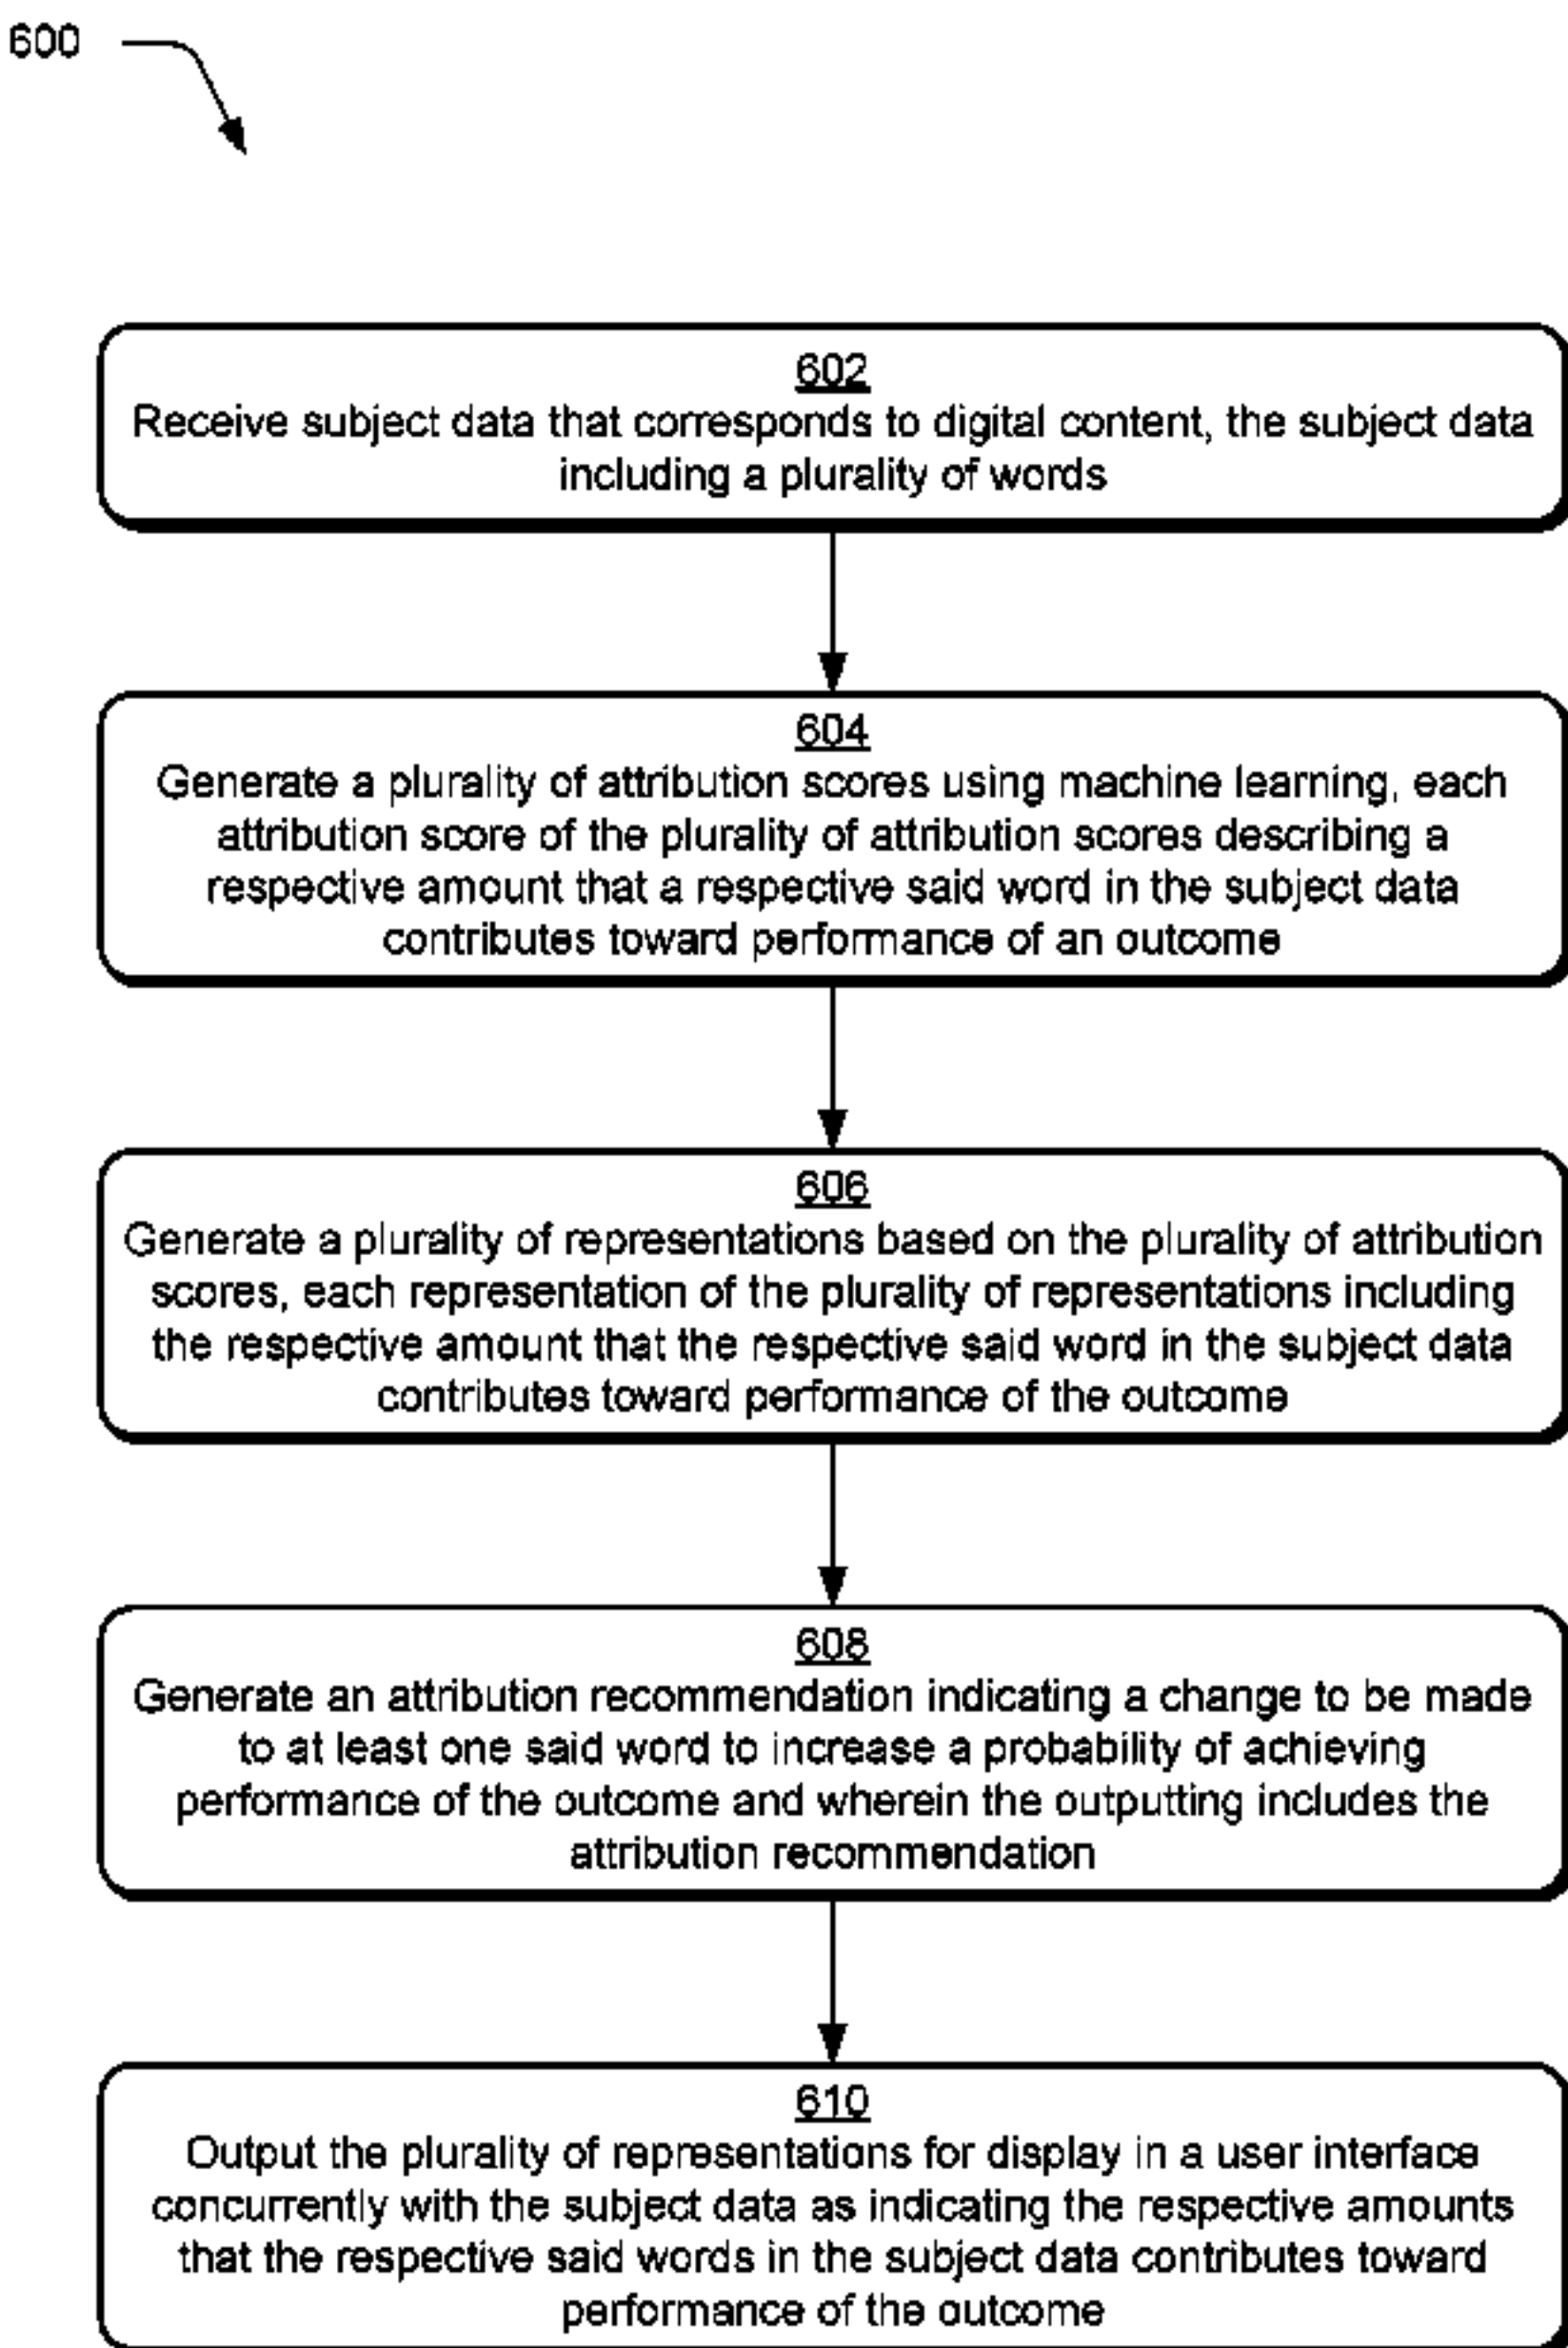 600
602
Receive subject data that corresponds to digital content, the subject data
including a plurality of words
604
Generate a plurality of attribution scores using machine learning, each
attribution score of the plurality of attribution scores describing a
respective amount that a respective said word in the subject data
contributes toward performance of an outcome
606
Generate a plurality of representations based on the plurality of attribution
scores, each representation of the plurality of representations including
the respective amount that the respective said word in the subject data
contributes toward performance of the outcome
608
Generate an attribution recommendation indicating a change to be made
to at least one said word to increase a probability of achieving
performance of the outcome and wherein the outputting includes the
attribution recommendation
610
Output the plurality of representations for display in a user interface
concurrently with the subject data as indicating the respective amounts
that the respective said words in the subject data contributes toward
performance of the outcome